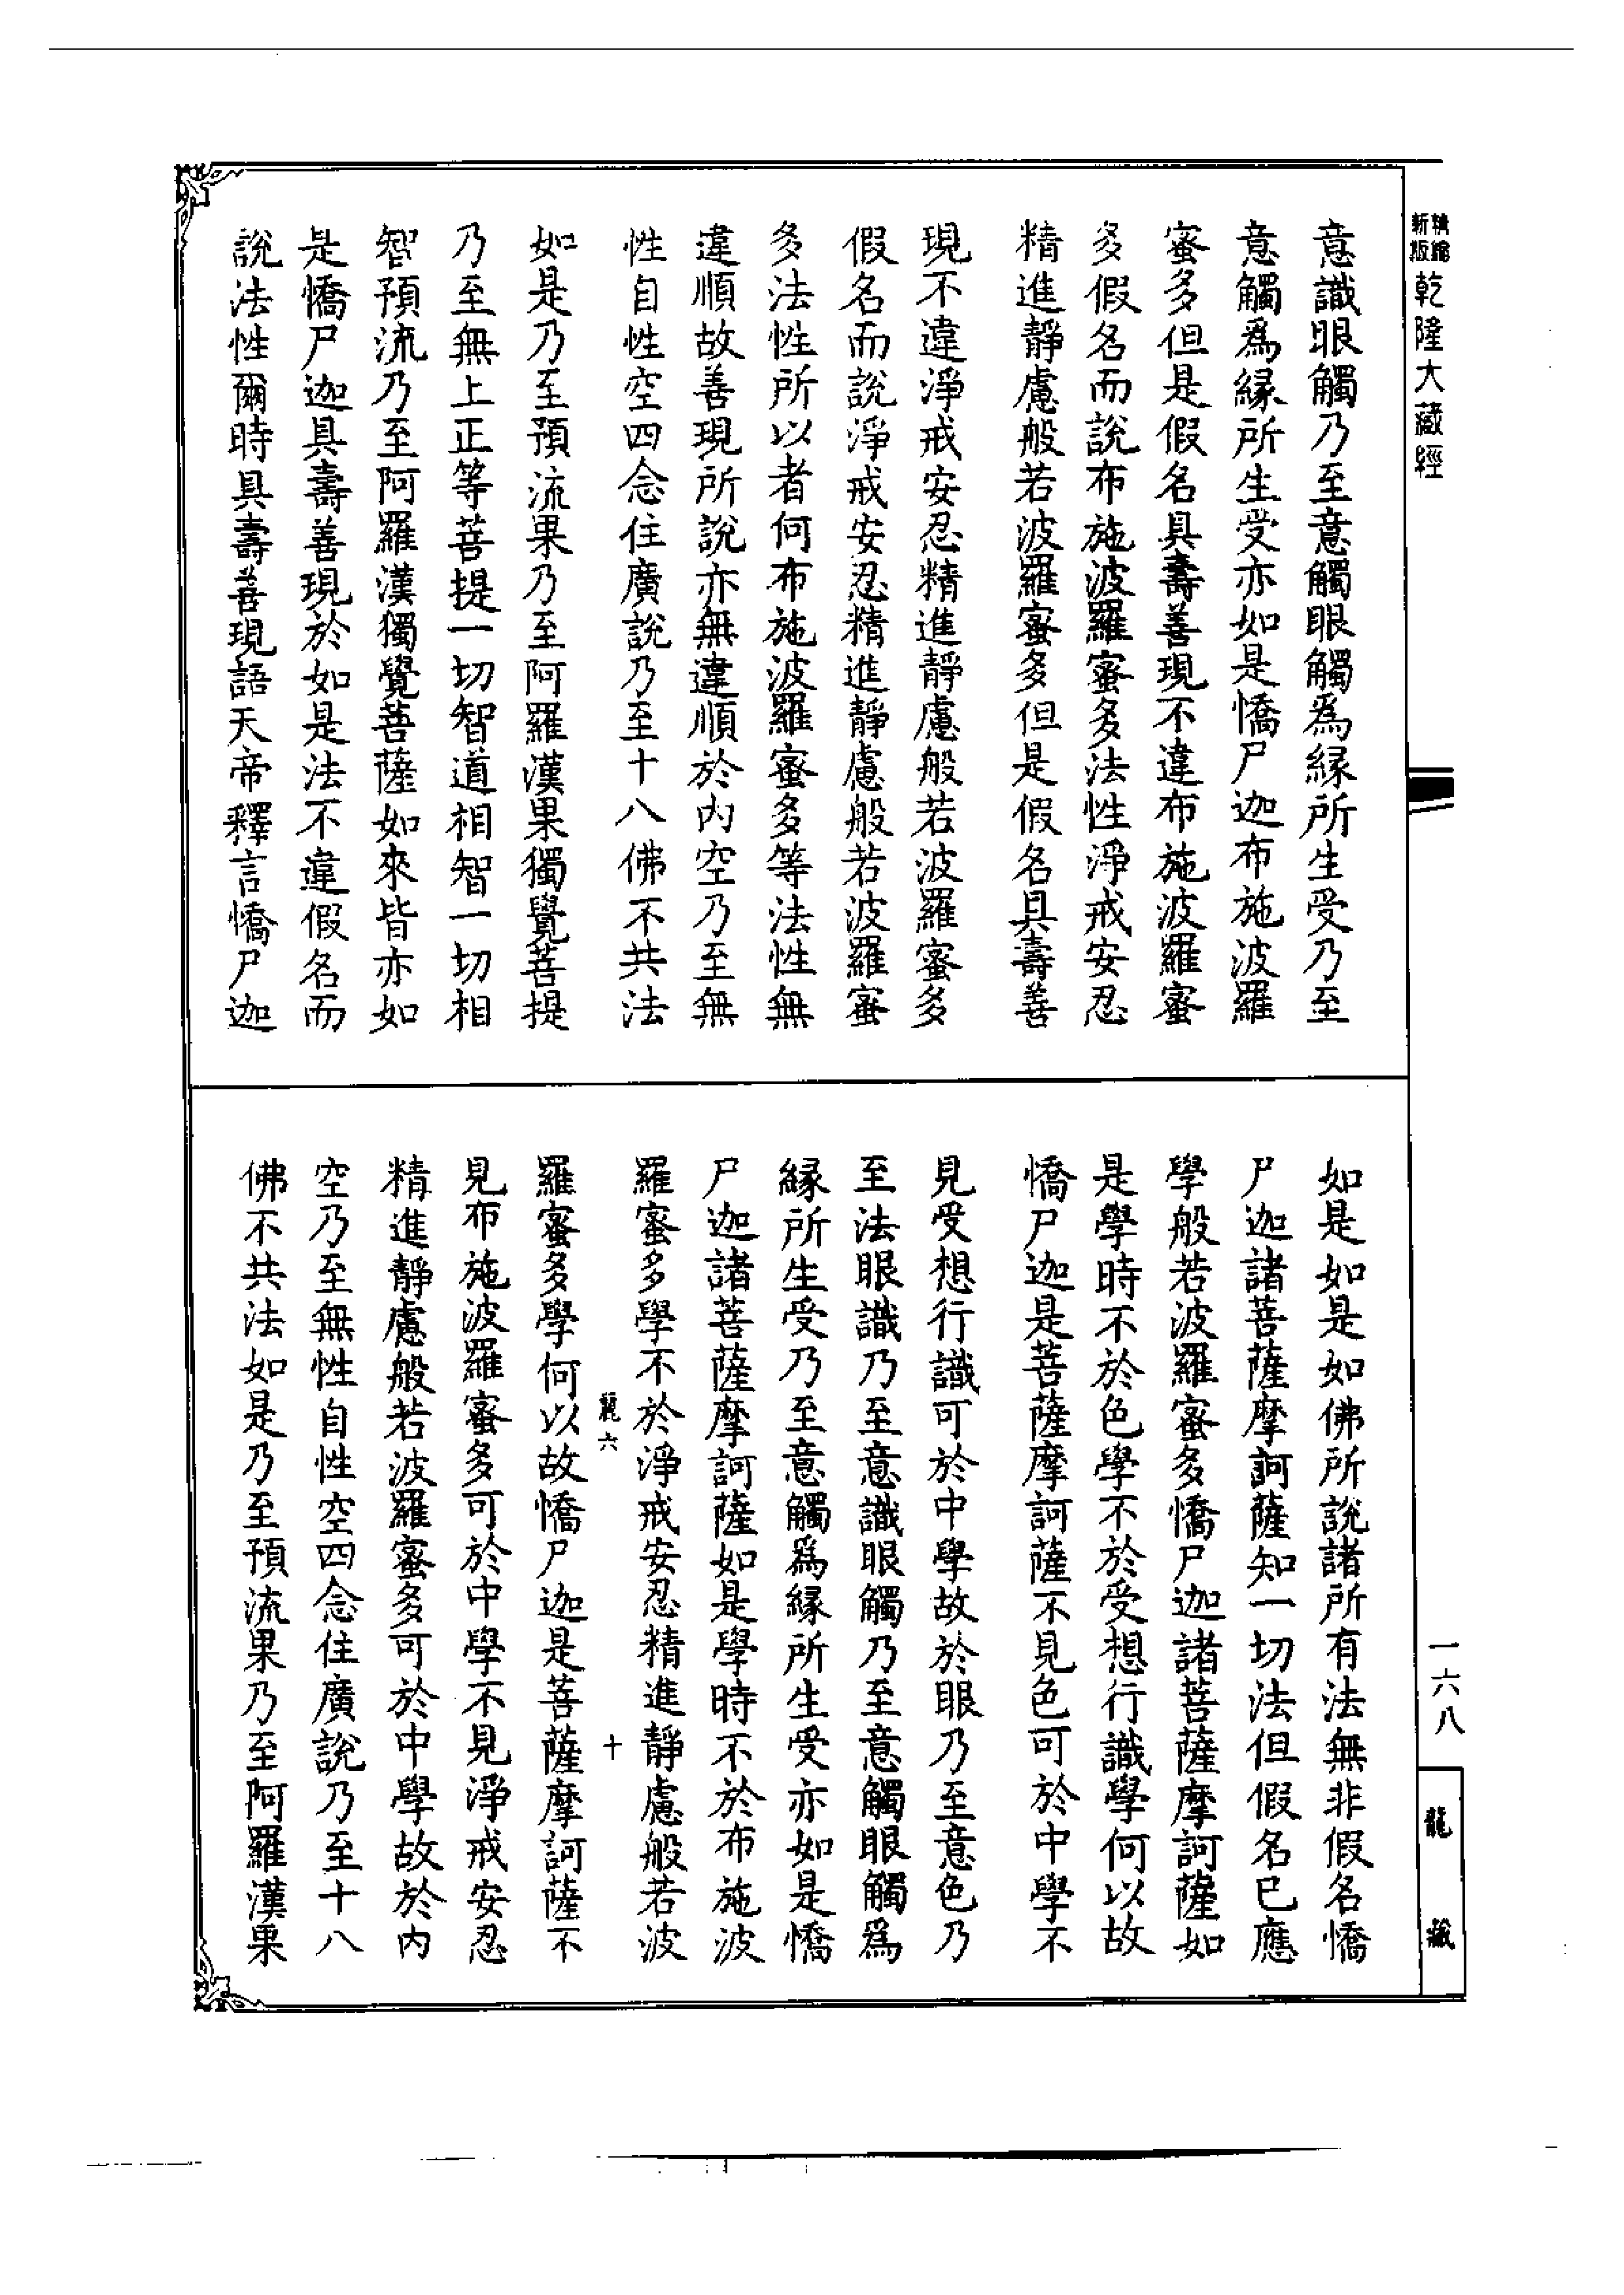 精縮新版乾隆大藏經
意識眼觸乃至意觸眼觸爲緣所生受乃至
意觸爲緣所生受亦如是憍尸迦布施波羅
蜜多但是假名具壽善現不違布施波羅蜜
多假名而說布施波羅蜜多法性淨戒安忍
精進靜慮般若波羅蜜多但是假名具壽善
現不違淨戒安忍精進靜慮般若波羅蜜多
假名而說淨戒安忍精進靜慮般若波羅蜜
多法性所以者何布施波羅蜜多等法性無
違順故善現所說亦無違順於內空乃至無
性自性空四念住廣說乃至十八佛不共法
如是乃至預流果乃至阿羅漢果獨覺菩提
乃至無上正等菩提一切智道相智一切相
智預流乃至阿羅漢獨覺菩薩如來皆亦如
是憍尸迦具壽善現於如是法不違假名而
說法性爾時具壽善現語天帝釋言憍尸迦
如是如是如佛所說諸所有法無非假名憍
尸迦諸菩薩摩訶薩知一切法但假名已應
學般若波羅蜜多憍尸迦諸菩薩摩訶薩如
是學時不於色學不於受想行識學何以故
憍尸迦是菩薩摩訶薩不見色可於中學不
見受想行識可於中學故於眼乃至意色乃
至法眼識乃至意識眼觸乃至意觸眼觸爲
緣所生受乃至意觸爲緣所生受亦如是憍
尸迦諸菩薩摩訶薩如是學時不於布施波
羅蜜多學不於淨戒安忍精進靜慮般若波
麗六 十
羅蜜多學何以故憍尸迦是菩薩摩訶薩不
見布施波羅蜜多可於中學不見淨戒安忍
精進靜慮般若波羅蜜多可於中學故於內
空乃至無性自性空四念住廣說乃至十八
佛不共法如是乃至預流果乃至阿羅漢果
一六八
龍藏